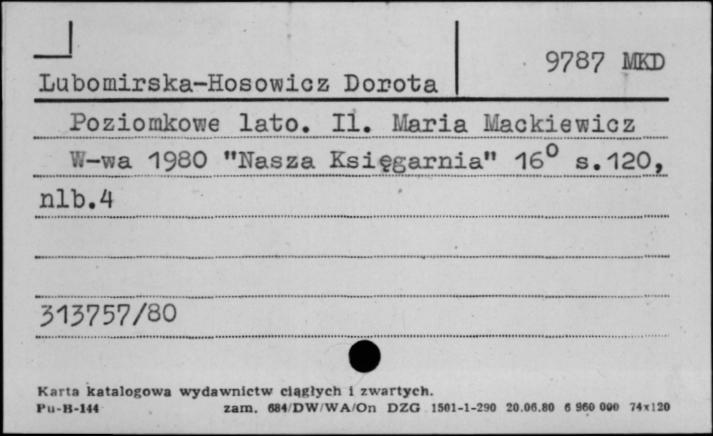 9787 MKD
Lubomirska-Hosowicz Dorota
Poziomkowe lato. Il. Maria Mackiewicz
W-wa 1980 "Nasza Księgarnia" 16° s.120,
nlb.4
313757/80
Karta katalogowa wydawnictw ciągłych i zwartych.
Pu-B-144 zam. 684/DW/WA/On DZG 1501-1-290 20.06.80 6 960 000 74x120